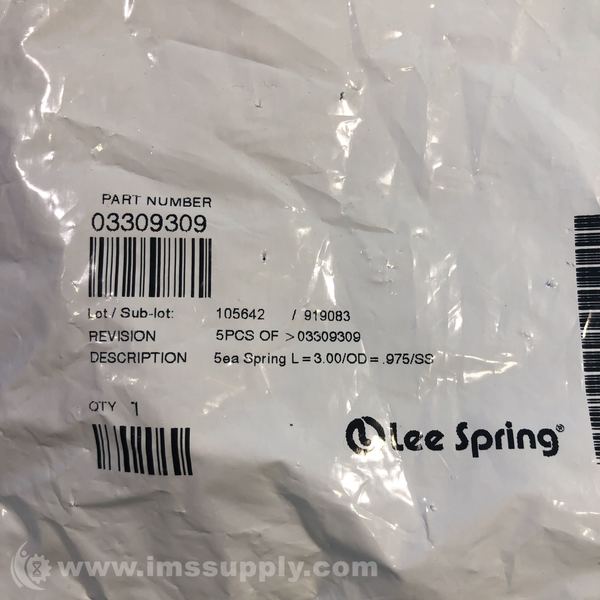 PART NUMBER
03309309
Lot / Sub-lot: 105642 / 919083
REVISION 5PCS OF >03309309
DESCRIPTION 5ea Spring L = 3.00/OD = .975/SS
QTY 1
Lee Spring®
www.imssupply.com